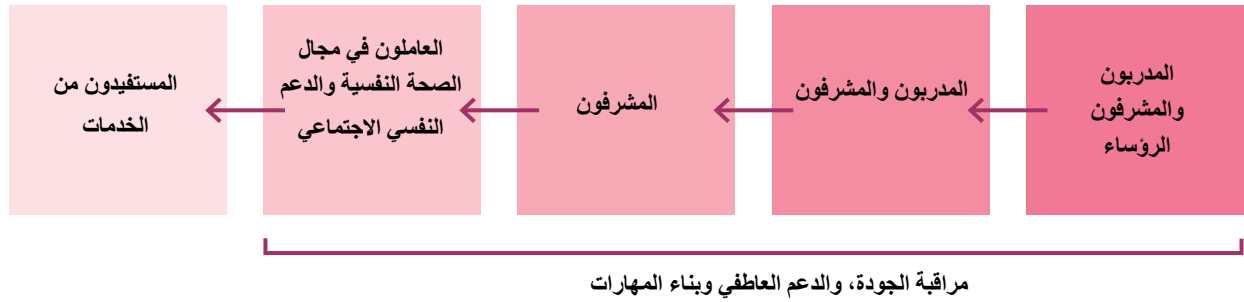 المدربون
والمشرفون
الرؤساء
المدربون والمشرفون
المشرفون
العاملون في مجال
الصحة النفسية والدعم
النفسي الاجتماعي
المستفيدون من
الخدمات
مراقبة الجودة، والدعم العاطفي وبناء المهارات